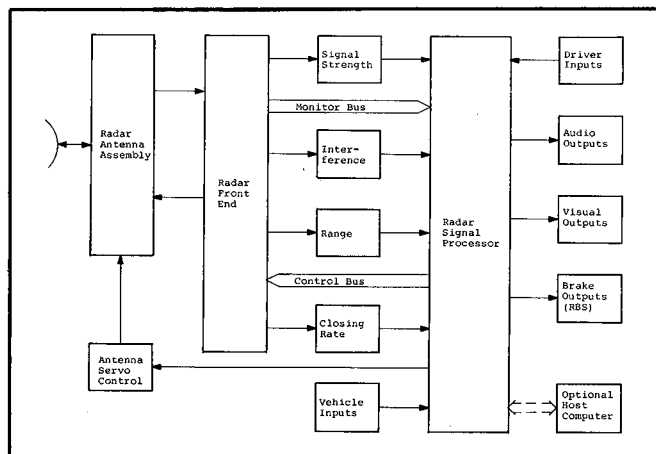 Radar
Antenna
Assembly
Antenna
Servo
Control
Radar
Front
End
Signal
Strength
Monitor Bus
Inter-
ference
Range
Control Bus
Closing
Rate
Vehicle
Inputs
Radar
Signal
Processor
Driver
Inputs
Audio
Outputs
Visual
Outputs
Brake
Outputs
(RBS)
Optional
Host
Computer